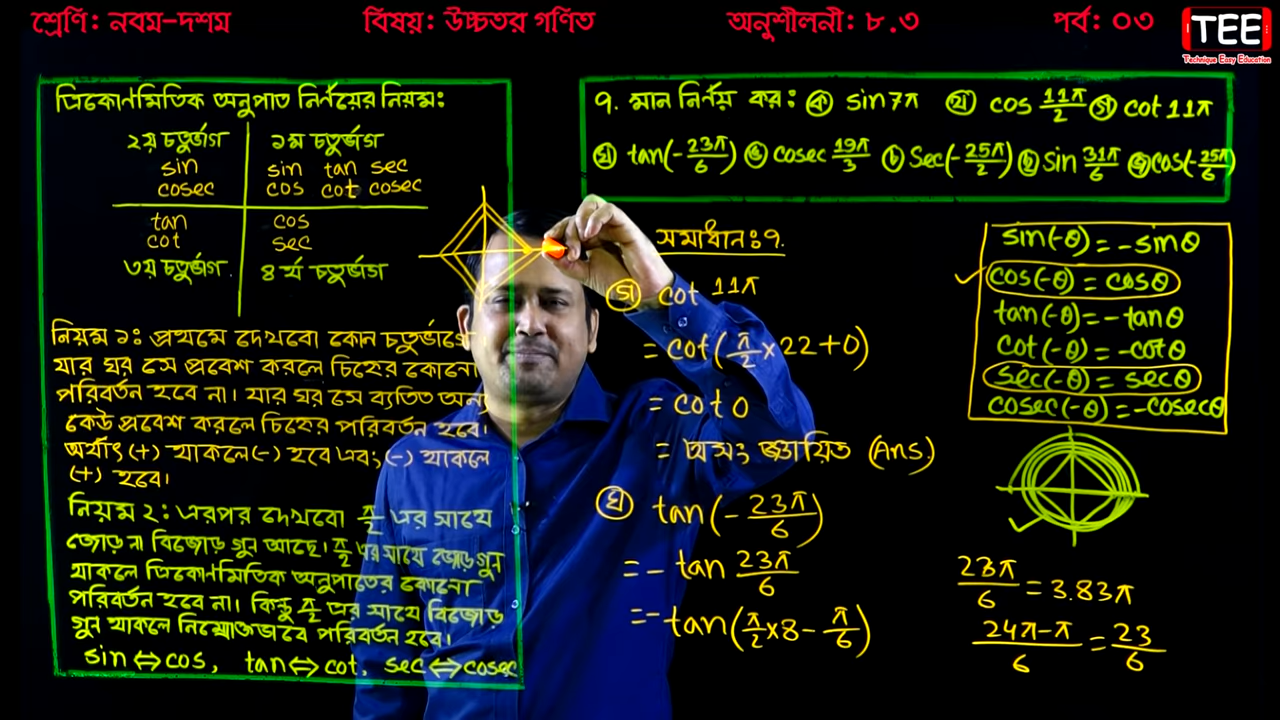 শ্রেণি: নবম-দশম বিষয়: উচ্চতর গণিত অনুশীলনী: ৮.৩ পর্ব: ০৩
TEE
Technique Easy Education
ত্রিকোণমিতিক অনুপাত নির্ণয়ের নিয়ম:
২য় চতুর্ভাগ ১ম চতুর্ভাগ
sin sin tan sec
cosec cos cot cosec
tan cos
cot sec
৩য় চতুর্ভাগ. ৪র্থ চতুর্ভাগ
নিয়ম ১: প্রথমে দেখবো কোন চতুর্ভাগে
যার ঘর সে প্রবেশ করলে চিহ্নের কোনো
পরিবর্তন হবে না। যার ঘর সে ব্যতিত অন্য
কেউ প্রবেশ করলে চিহ্নের পরিবর্তন হবে।
অর্থাৎ (+) থাকলে (-) হবে এবং (-) থাকলে
(+) হবে।
নিয়ম ২: এরপর দেখবো π/2 এর সাথে
জোড় না বিজোড় গুন আছে। π/2 এর সাথে জোড় গুন
থাকলে ত্রিকোণমিতিক অনুপাতের কোনো
পরিবর্তন হবে না। কিন্তু π/2 এর সাথে বিজোড়
গুন থাকলে নিম্নোক্তভাবে পরিবর্তন হবে।
sin⇔cos, tan⇔cot, sec⇔cosec
৭. মান নির্ণয় কর: ক sin 7π খ cos 11π/2 গ cot 11π
ঘ tan(-23π/6) ঙ cosec 19π/3 চ sec(-25π/2) ছ sin 31π/6 জ cos(-25π/6)
সমাধান: ৭.
গ cot 11π
= cot(π/2×22+0)
= cot 0
= অসংজ্ঞায়িত (Ans)
ঘ tan(-23π/6)
= - tan 23π/6
= - tan(π/2×8 - π/6)
sin(-θ) = -sinθ
cos(-θ) = cosθ
tan(-θ) = -tanθ
cot(-θ) = -cotθ
sec(-θ) = secθ
cosec(-θ) = -cosecθ
23π/6 = 3.83π
24π-π/6 = 23/6